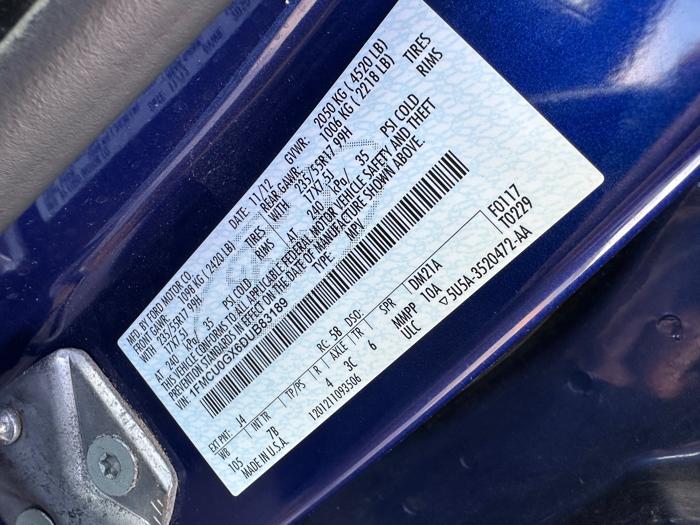 MFD. BY FORD MOTOR CO. DATE: 11/12 GVWR: 2050 KG ( 4520 LB)
FRONT GAWR: 1098 KG (2420 LB) REAR GAWR: 1006 KG ( 2218 LB)
WITH 235/55R17 99H TIRES WITH 235/55R17 99H TIRES
17X7.5J RIMS 17X7.5J RIMS
AT 240 kPa/ 35 PSI COLD AT 240 kPa/ 35 PSI COLD
THIS VEHICLE CONFORMS TO ALL APPLICABLE FEDERAL MOTOR VEHICLE SAFETY AND THEFT
PREVENTION STANDARDS IN EFFECT ON THE DATE OF MANUFACTURE SHOWN ABOVE.
VIN: 1FMCU0GX6DUB83189 TYPE: MPV
F0117
T0229
EXT PNT: J4 RC: 5B DSO:
WB INT TR TP/PS R AXLE TR SPR DM21A
105 7B 4 3C 6 MMPP 10A
MADE IN U.S.A. 1201211093506 ULC ▽5U5A-3520472-AA